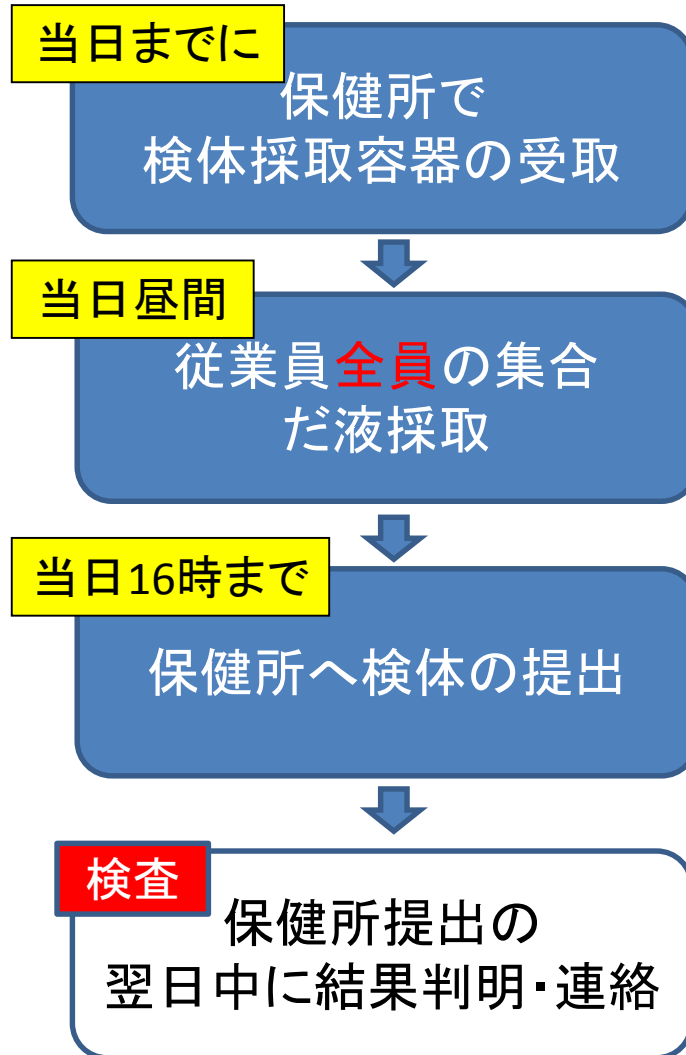 当日までに
保健所で
検体採取容器の受取
当日昼間
従業員全員の集合
だ液採取
当日16時まで
保健所へ検体の提出
検査
保健所提出の
翌日中に結果判明・連絡